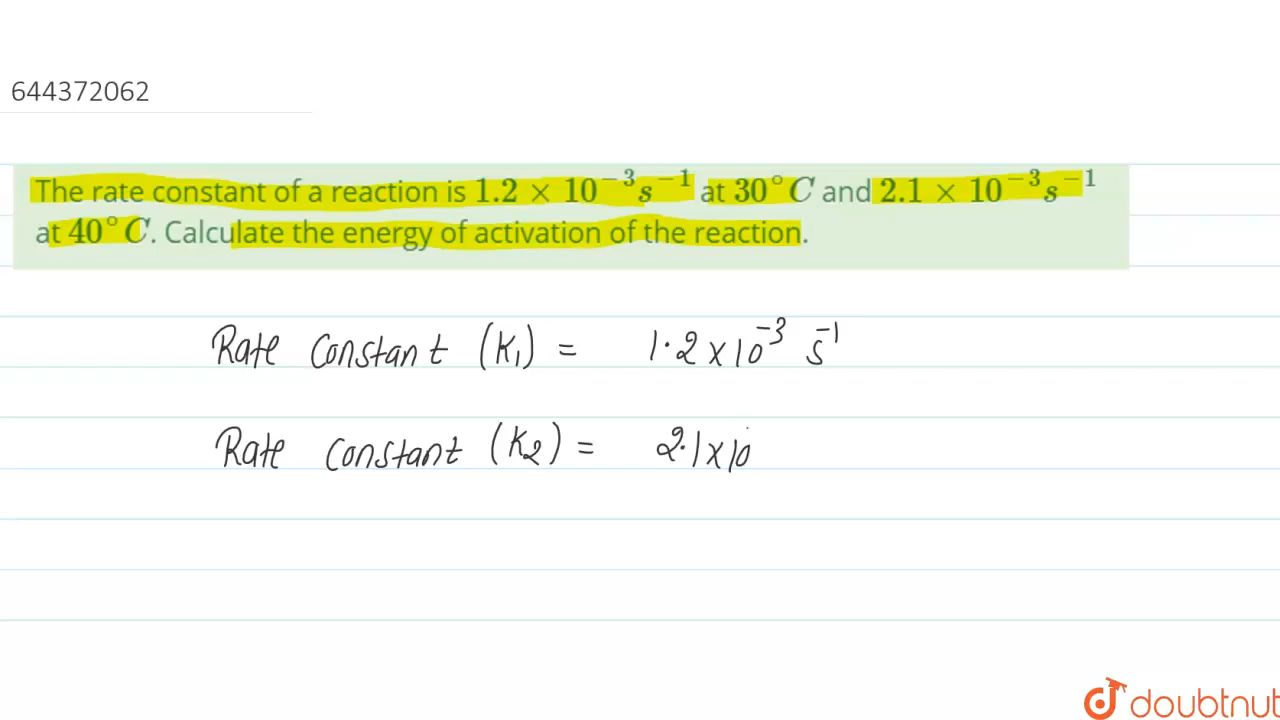 644372062
The rate constant of a reaction is 1.2 × 10⁻³s⁻¹ at 30°C and 2.1 × 10⁻³s⁻¹
at 40°C. Calculate the energy of activation of the reaction.
Rate Constant (K₁) = 1.2 × 10⁻³ s⁻¹
Rate Constant (K₂) = 2.1 × 10
doubtnut